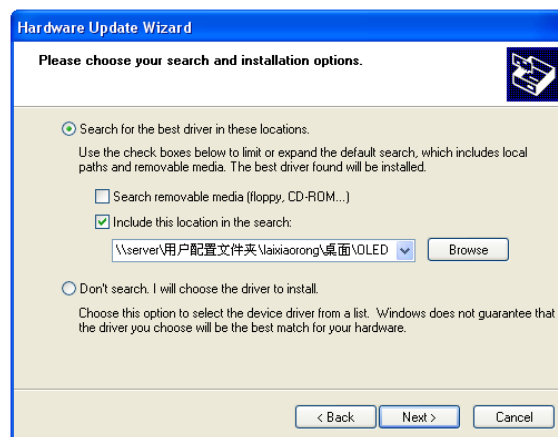 Hardware Update Wizard
Please choose your search and installation options.
Search for the best driver in these locations.
Use the check boxes below to limit or expand the default search, which includes local
paths and removable media. The best driver found will be installed.
Search removable media (floppy, CD-ROM...)
Include this location in the search:
\\server\用户配置文件夹\laixiaorong\桌面\OLED
Browse
Don't search. I will choose the driver to install.
Choose this option to select the device driver from a list. Windows does not guarantee that
the driver you choose will be the best match for your hardware.
< Back
Next >
Cancel